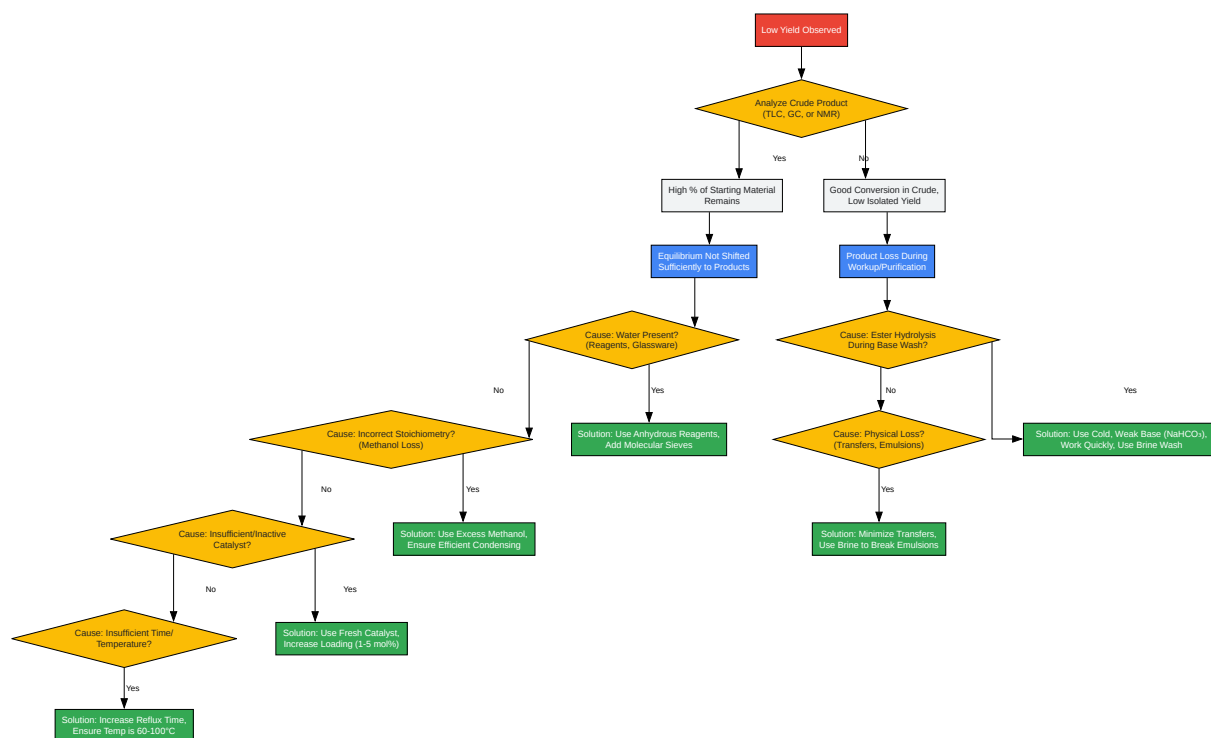 Low Yield Observed
Analyze Crude Product
(TLC, GC, or NMR)
Yes
No
High % of Starting Material
Remains
Good Conversion in Crude,
Low Isolated Yield
Equilibrium Not Shifted
Sufficiently to Products
Product Loss During
Workup/Purification
Cause: Water Present?
(Reagents, Glassware)
Cause: Ester Hydrolysis
During Base Wash?
No
Yes
No
Yes
Cause: Incorrect Stoichiometry?
(Methanol Loss)
Solution: Use Anhydrous Reagents,
Add Molecular Sieves
Cause: Physical Loss?
(Transfers, Emulsions)
Solution: Use Cold, Weak Base (NaHCO₃),
Work Quickly, Use Brine Wash
No
Yes
Yes
Cause: Insufficient/Inactive
Catalyst?
Solution: Use Excess Methanol,
Ensure Efficient Condensing
Solution: Minimize Transfers,
Use Brine to Break Emulsions
No
Yes
Cause: Insufficient Time/
Temperature?
Solution: Use Fresh Catalyst,
Increase Loading (1-5 mol%)
Yes
Solution: Increase Reflux Time,
Ensure Temp is 60-100°C